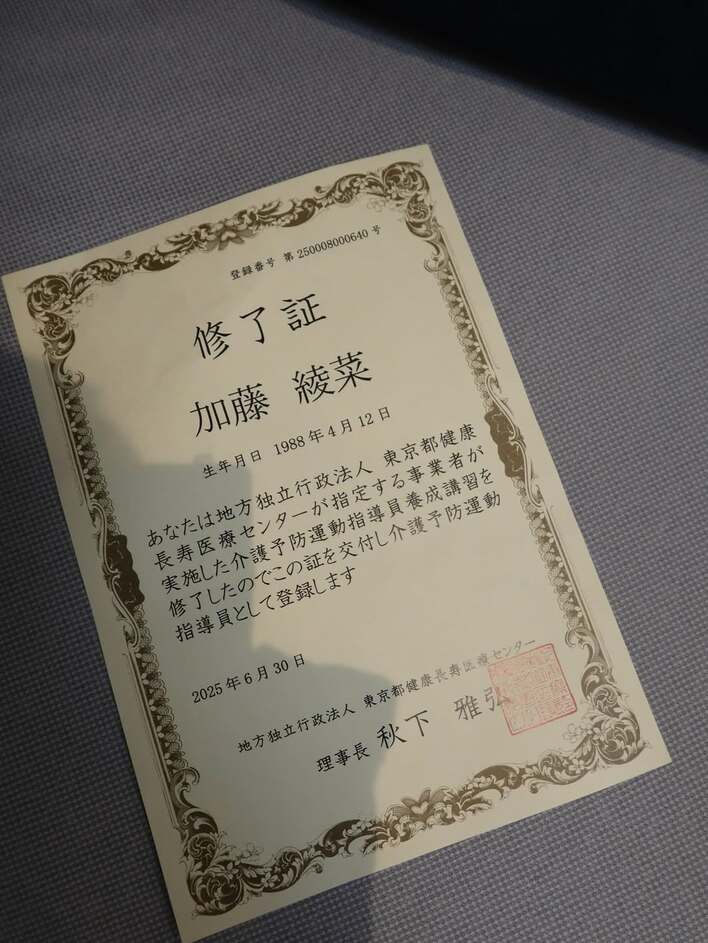 登録番号 第250008000640号
修了証
加藤 綾菜
生年月日 1988年4月12日
あなたは地方独立行政法人 東京都健康
長寿医療センターが指定する事業者が
実施した介護予防運動指導員養成講習を
修了したのでこの証を交付し介護予防運動
指導員として登録します
2025年6月30日
地方独立行政法人 東京都健康長寿医療センター
理事長 秋下 雅弘